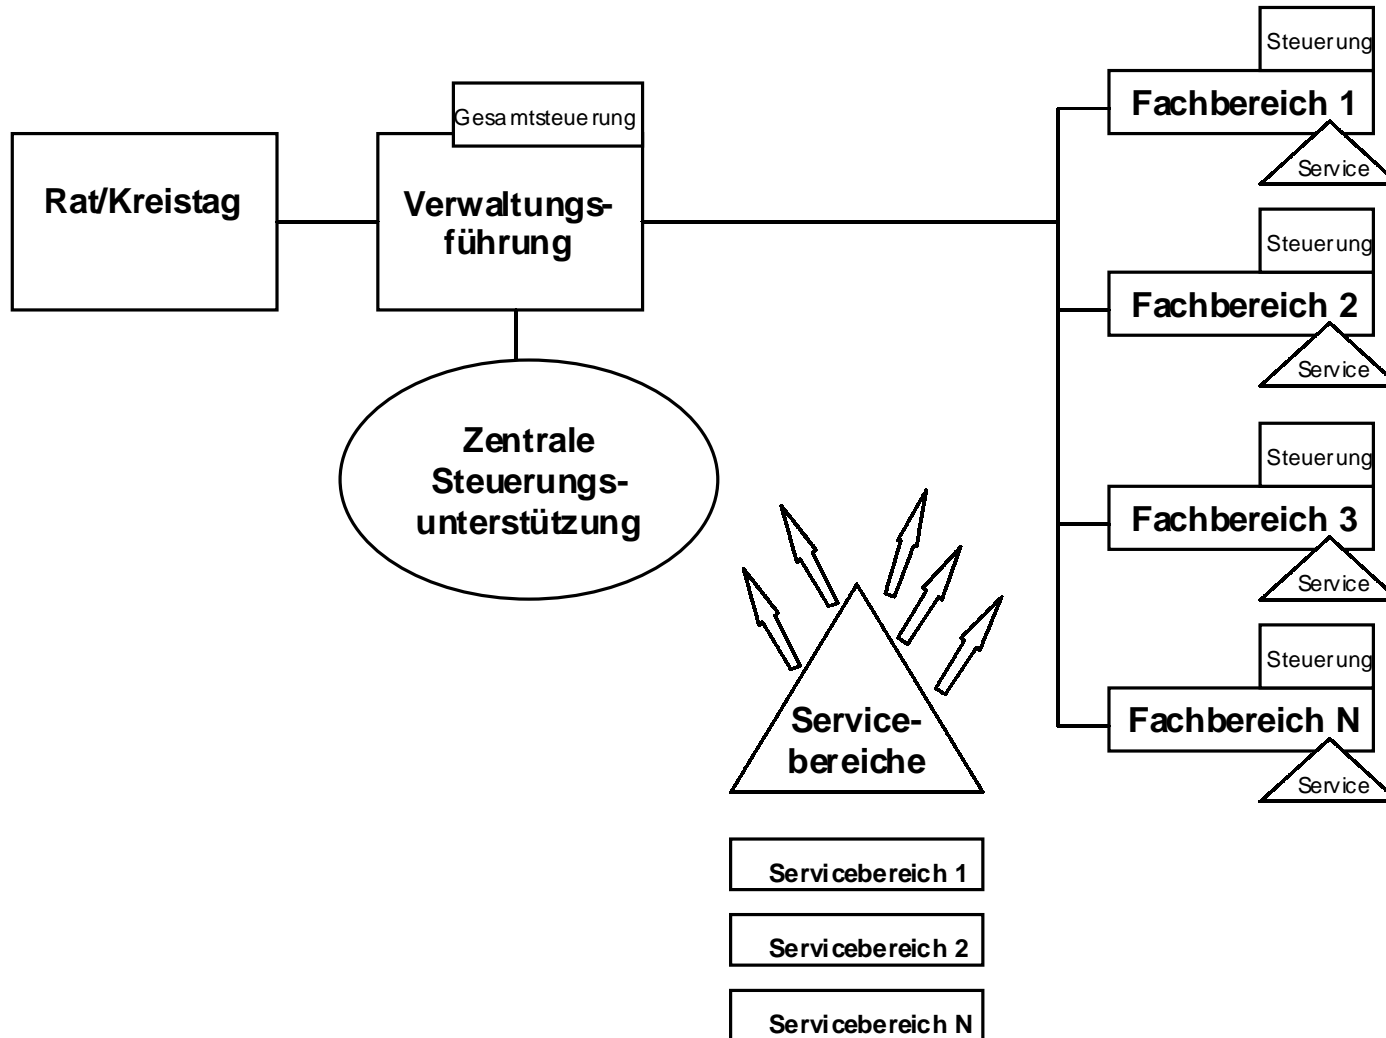 Rat/Kreistag
Gesamtsteuerung
Verwaltungs-
führung
Zentrale
Steuerungs-
unterstützung
Steuerung
Fachbereich 1
Service
Steuerung
Fachbereich 2
Service
Steuerung
Fachbereich 3
Service
Steuerung
Fachbereich N
Service
Service-
bereiche
Servicebereich 1
Servicebereich 2
Servicebereich N